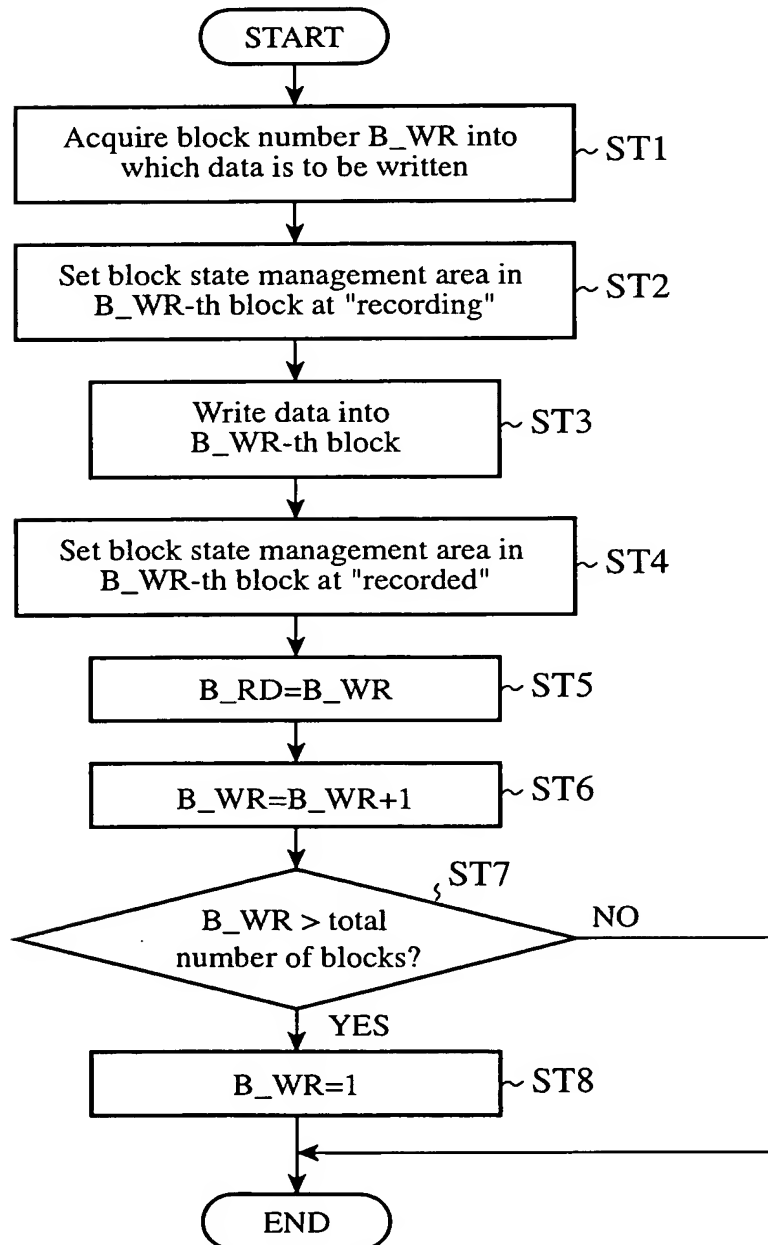 START
Acquire block number B_WR into
which data is to be written
ST1
Set block state management area in
B_WR-th block at "recording"
ST2
Write data into
B_WR-th block
ST3
Set block state management area in
B_WR-th block at "recorded"
ST4
B_RD=B_WR
ST5
B_WR=B_WR+1
ST6
ST7
B_WR > total
number of blocks?
NO
YES
B_WR=1
ST8
END